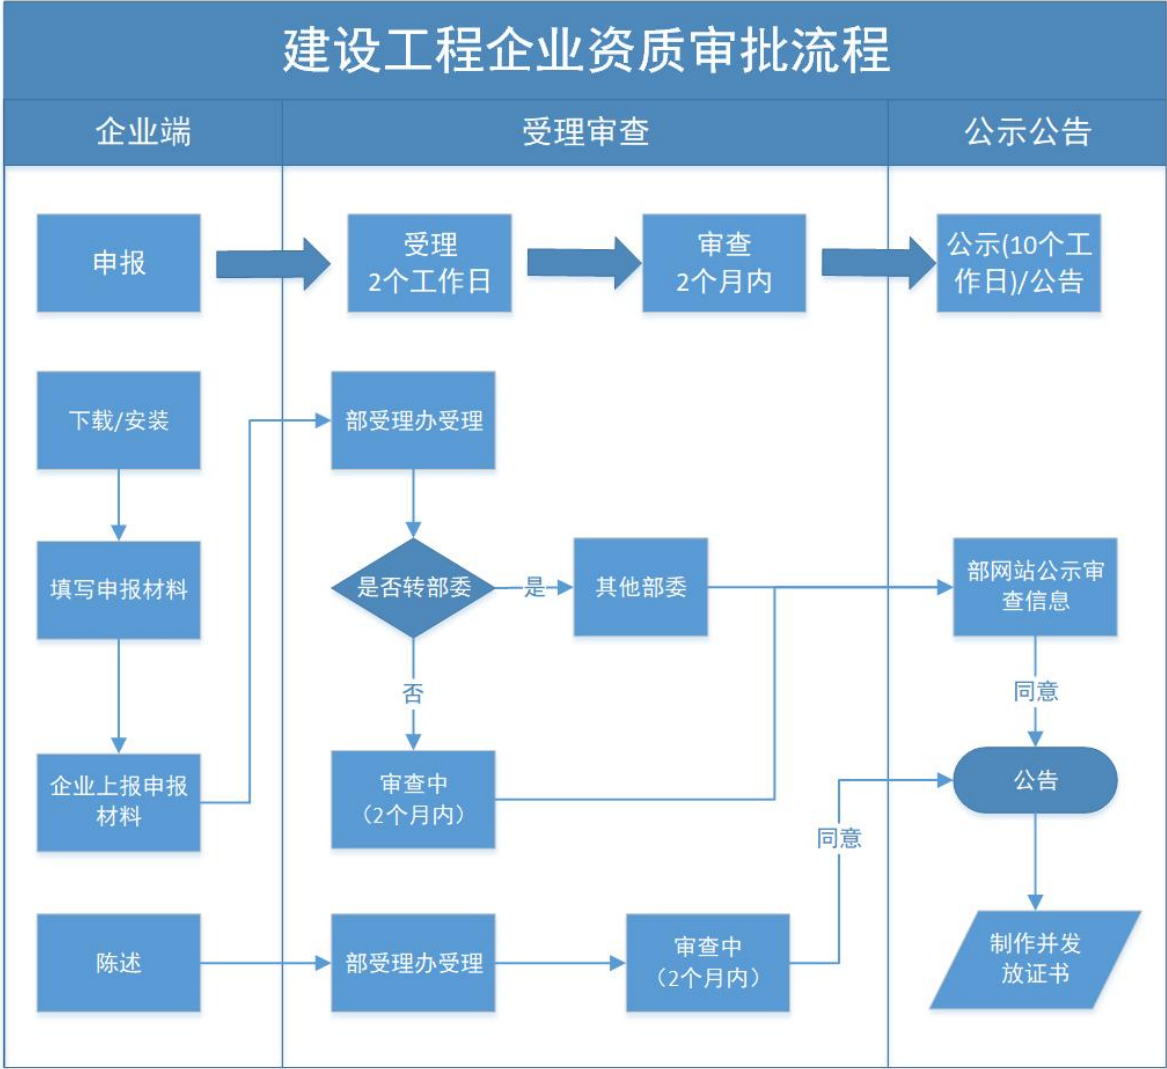 建设工程企业资质审批流程
企业端
受理审查
公示公告
申报
受理
2个工作日
审查
2个月内
公示(10个工
作日)/公告
下载/安装
部受理办受理
填写申报材料
是否转部委
是
其他部委
部网站公示审
查信息
否
同意
企业上报申报
材料
审查中
（2个月内）
公告
同意
陈述
部受理办受理
审查中
（2个月内）
制作并发
放证书